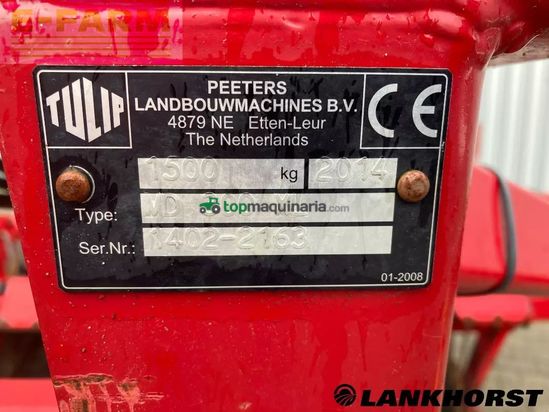 E-FARM
TULIP
PEETERS
LANDBOUWMACHINES B.V.
4879 NE Etten-Leur
The Netherlands
CE
1500 kg 2014
Type: MD
topmaquinaria.com
Ser.Nr.: 1402-2163
01-2008
LANKHORST